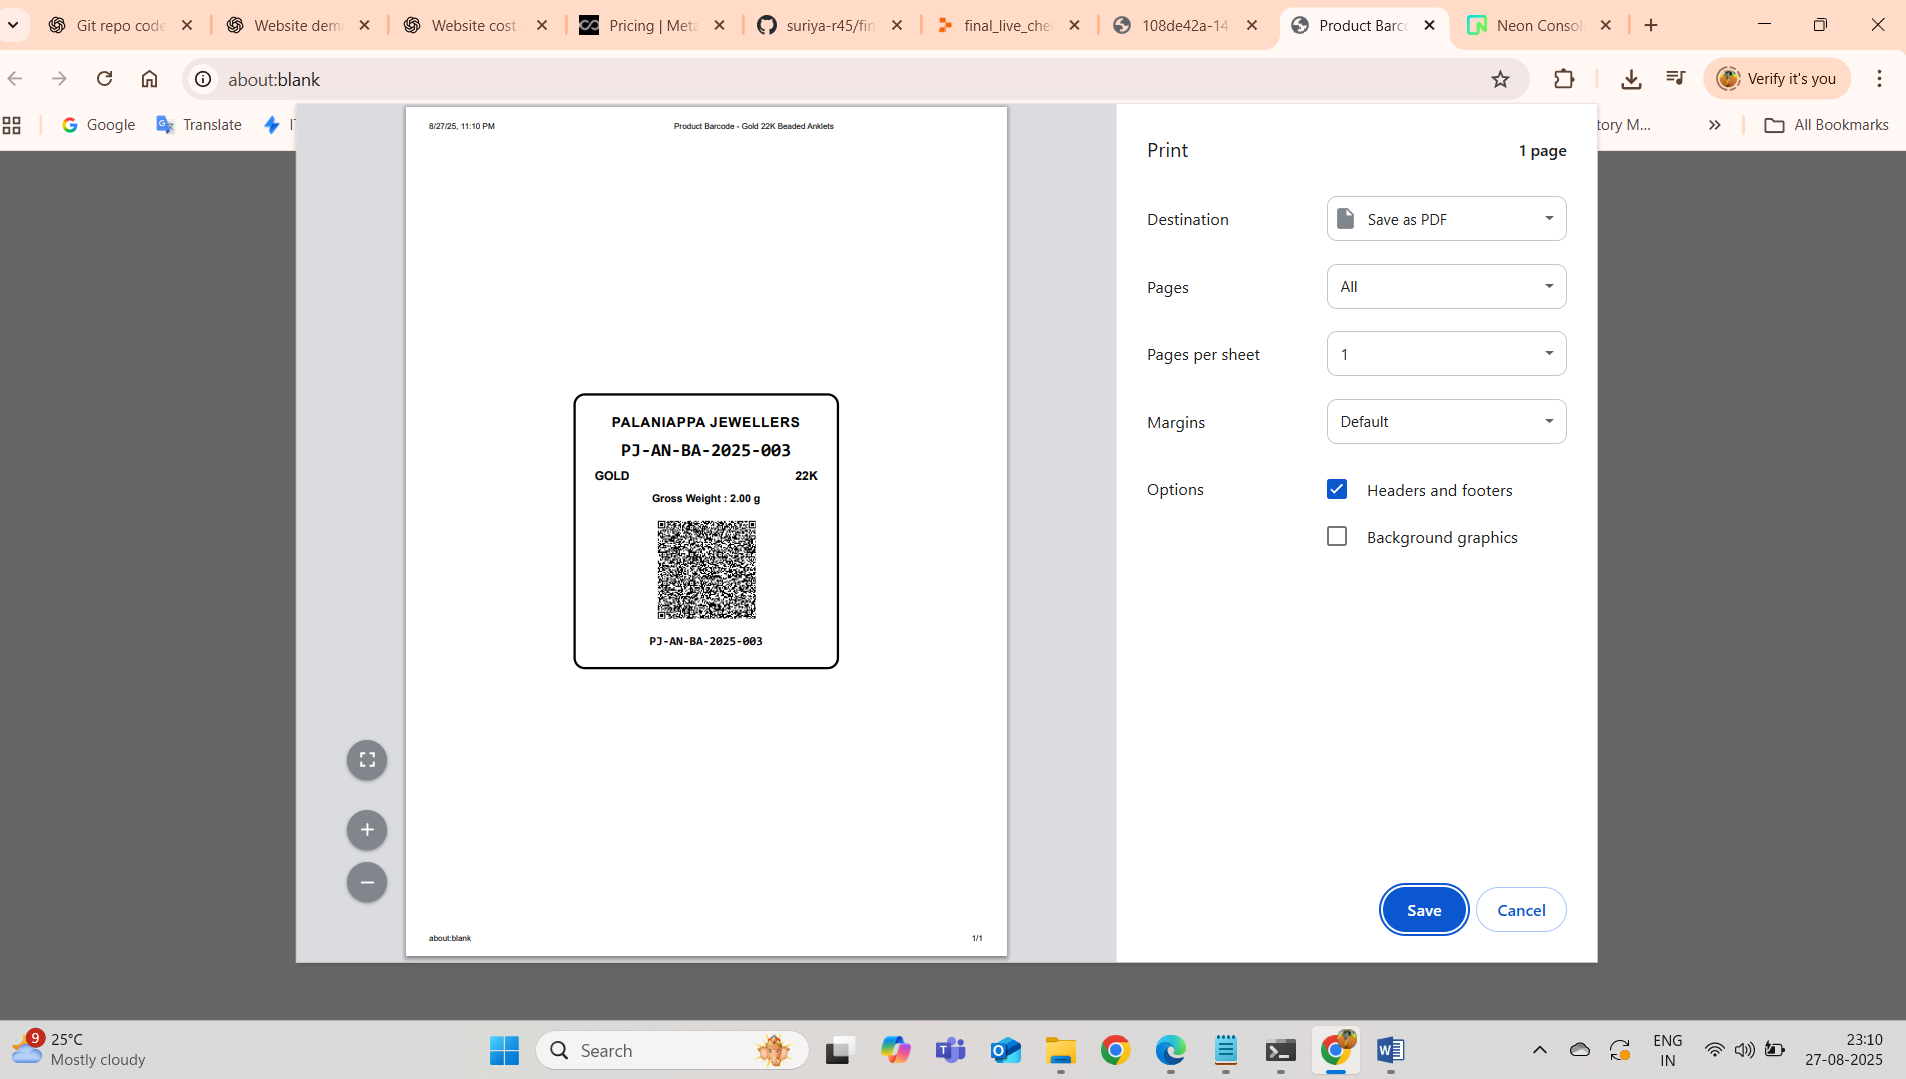 Git repo code
Website dem
Website cost
Pricing | Meta
suriya-r45/fin
final_live_che
108de42a-14
Product Barc
Neon Consol
about:blank
Verify it's you
Google
Translate
tory M...
All Bookmarks
8/27/25, 11:10 PM
Product Barcode - Gold 22K Beaded Anklets
PALANIAPPA JEWELLERS
PJ-AN-BA-2025-003
GOLD 22K
Gross Weight : 2.00 g
PJ-AN-BA-2025-003
about:blank
1/1
Print
1 page
Destination
Save as PDF
Pages
All
Pages per sheet
1
Margins
Default
Options
Headers and footers
Background graphics
Save
Cancel
9
25°C
Mostly cloudy
Search
ENG
IN
23:10
27-08-2025